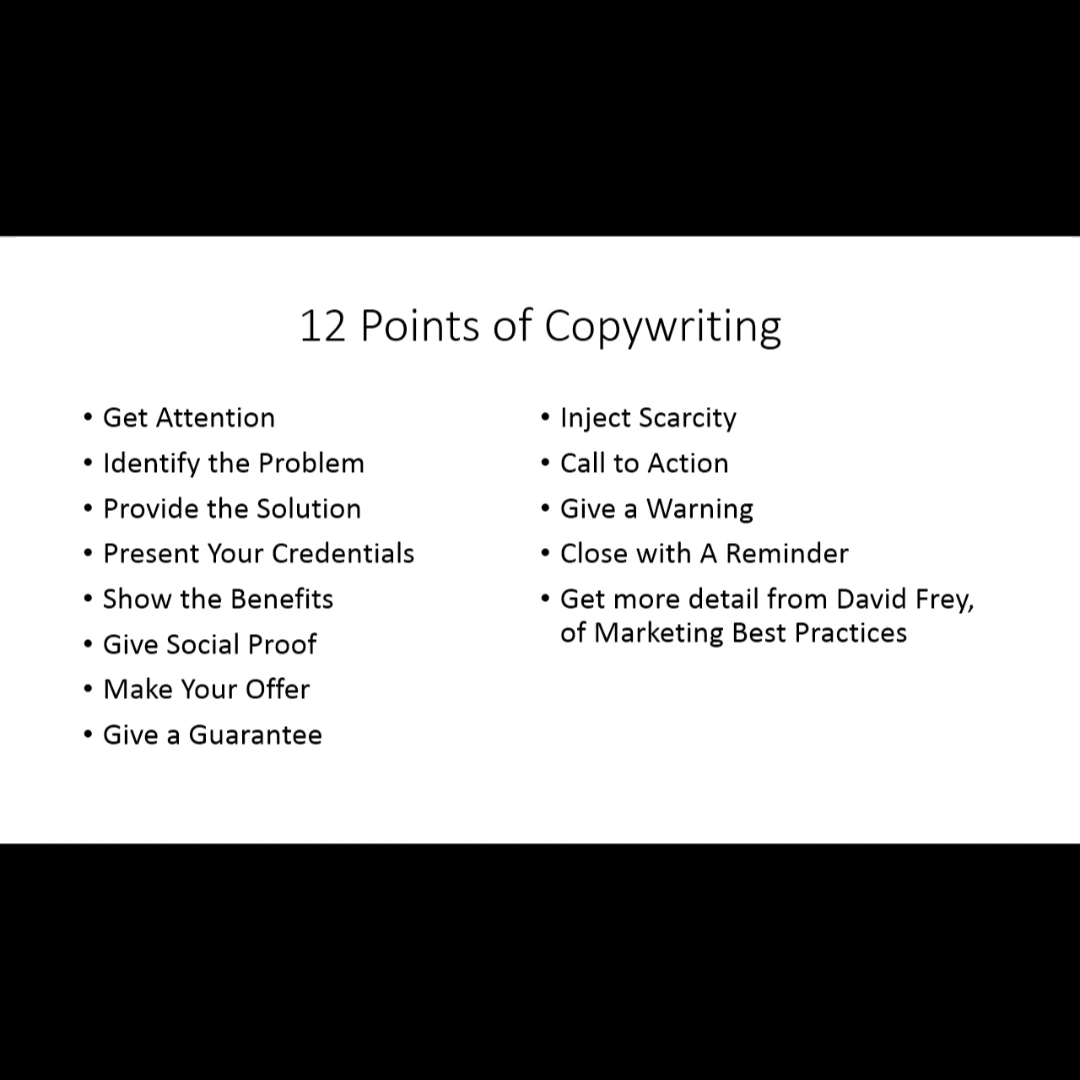 12 Points of Copywriting
• Get Attention
• Identify the Problem
• Provide the Solution
• Present Your Credentials
• Show the Benefits
• Give Social Proof
• Make Your Offer
• Give a Guarantee
• Inject Scarcity
• Call to Action
• Give a Warning
• Close with A Reminder
• Get more detail from David Frey,
of Marketing Best Practices